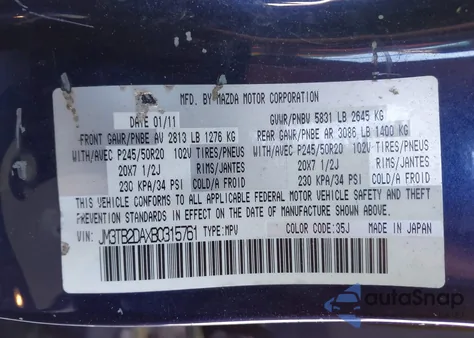 MFD. BY MAZDA MOTOR CORPORATION
DATE 01/11 GVWR/PNBV 5831 LB 2645 KG
FRONT GAWR/PNBE AV 2813 LB 1276 KG REAR GAWR/PNBE AR 3086 LB 1400 KG
WITH/AVEC P245/50R20 102V TIRES/PNEUS WITH/AVEC P245/50R20 102V TIRES/PNEUS
20X7 1/2J RIMS/JANTES 20X7 1/2J RIMS/JANTES
230 KPA/34 PSI COLD/A FROID 230 KPA/34 PSI COLD/A FROID
THIS VEHICLE CONFORMS TO ALL APPLICABLE FEDERAL MOTOR VEHICLE SAFETY AND THEFT
PREVENTION STANDARDS IN EFFECT ON THE DATE OF MANUFACTURE SHOWN ABOVE.
VIN: JM3TB2DAXB0315761 TYPE:MPV COLOR CODE:35J MADE IN JAPAN
autoSnap